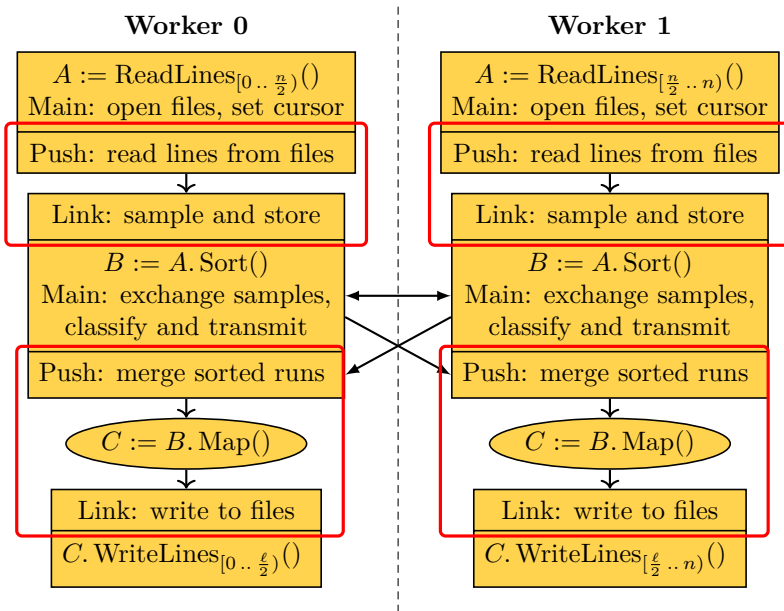 Worker 0
A := ReadLines[0 .. n/2)()
Main: open files, set cursor
Push: read lines from files
Link: sample and store
B := A. Sort()
Main: exchange samples,
classify and transmit
Push: merge sorted runs
C := B. Map()
Link: write to files
C. WriteLines[0 .. ℓ/2)()
Worker 1
A := ReadLines[n/2 .. n)()
Main: open files, set cursor
Push: read lines from files
Link: sample and store
B := A. Sort()
Main: exchange samples,
classify and transmit
Push: merge sorted runs
C := B. Map()
Link: write to files
C. WriteLines[ℓ/2 .. n)()